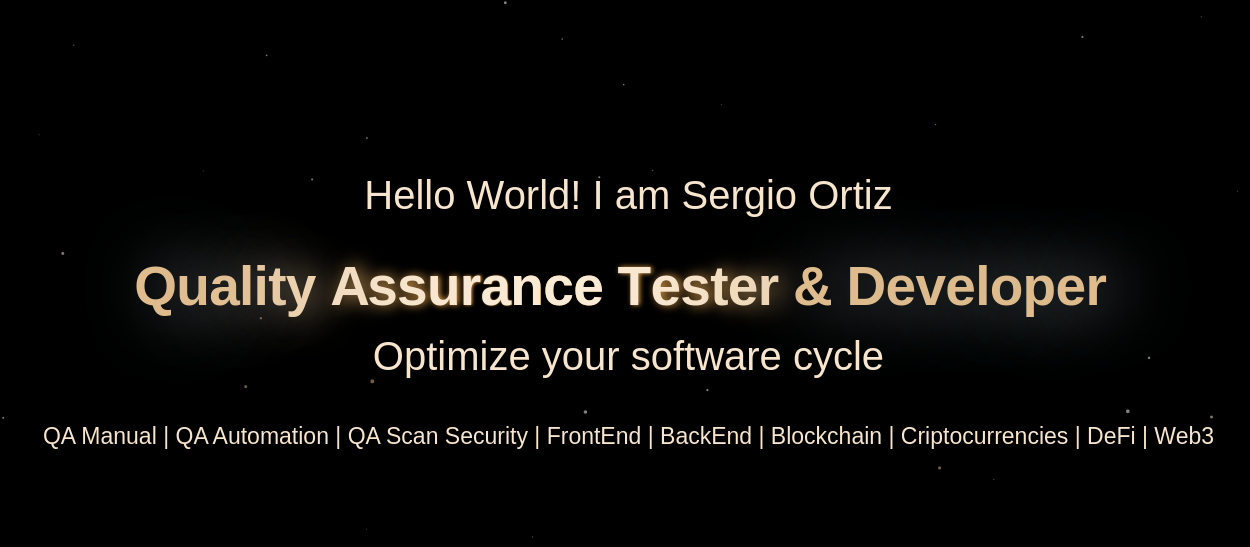 Hello World! I am Sergio Ortiz
Quality Assurance Tester & Developer
Optimize your software cycle
QA Manual | QA Automation | QA Scan Security | FrontEnd | BackEnd | Blockchain | Criptocurrencies | DeFi | Web3